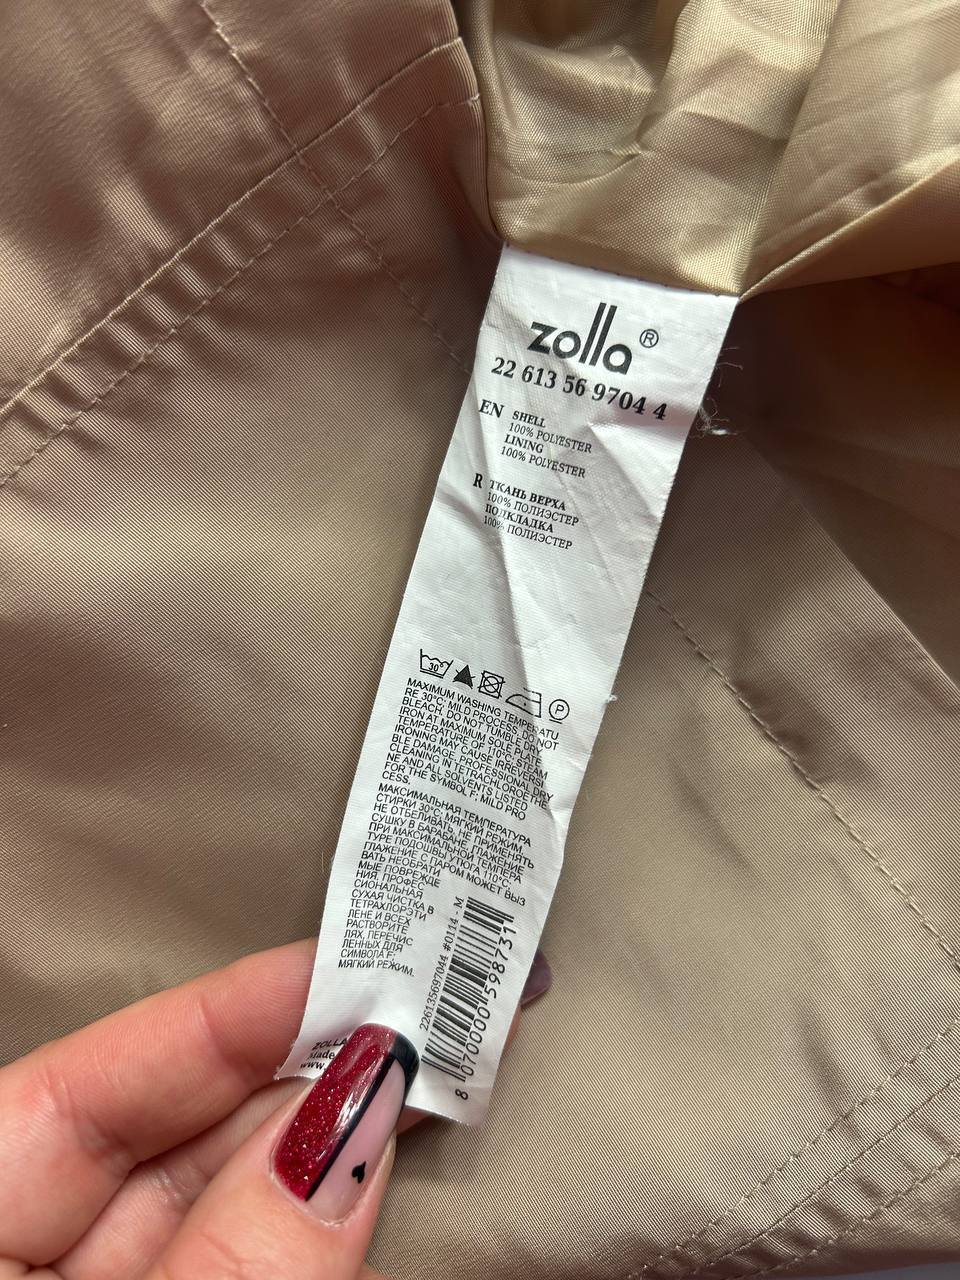 zolla ®
22 613 56 9704 4
EN SHELL
100% POLYESTER
LINING
100% POLYESTER
R ТКАНЬ ВЕРХА
100% ПОЛИЭСТЕР
ПОДКЛАДКА
100% ПОЛИЭСТЕР
30°
P
MAXIMUM WASHING TEMPERATU
RE 30°C: MILD PROCESS, DO NOT
BLEACH, DO NOT TUMBLE DRY,
IRON AT MAXIMUM SOLE PLATE
TEMPERATURE OF 110°C: STEAM
IRONING MAY CAUSE IRREVERSI
BLE DAMAGE, PROFESSIONAL DRY
CLEANING IN TETRACHLOROETHE
NE AND ALL SOLVENTS LISTED
FOR THE SYMBOL F: MILD PRO
CESS.
МАКСИМАЛЬНАЯ ТЕМПЕРАТУРА
СТИРКИ 30°C: МЯГКИЙ РЕЖИМ,
НЕ ОТБЕЛИВАТЬ, НЕ ПРИМЕНЯТЬ
СУШКУ В БАРАБАНЕ, ГЛАЖЕНИЕ
ПРИ МАКСИМАЛЬНОЙ ТЕМПЕРА
ТУРЕ ПОДОШВЫ УТЮГА 110°C,
ГЛАЖЕНИЕ С ПАРОМ МОЖЕТ ВЫЗ
ВАТЬ НЕОБРАТИ
МЫЕ ПОВРЕЖДЕ
НИЯ, ПРОФЕС
СИОНАЛЬНАЯ
СУХАЯ ЧИСТКА В
ТЕТРАХЛОРЭТИ
ЛЕНЕ И ВСЕХ
РАСТВОРИТЕ
ЛЯХ, ПЕРЕЧИС
ЛЕННЫХ ДЛЯ
СИМВОЛА F:
МЯГКИЙ РЕЖИМ.
226135697044 #0114 - M
8 070000 598731
ZOLLA
Made
www.